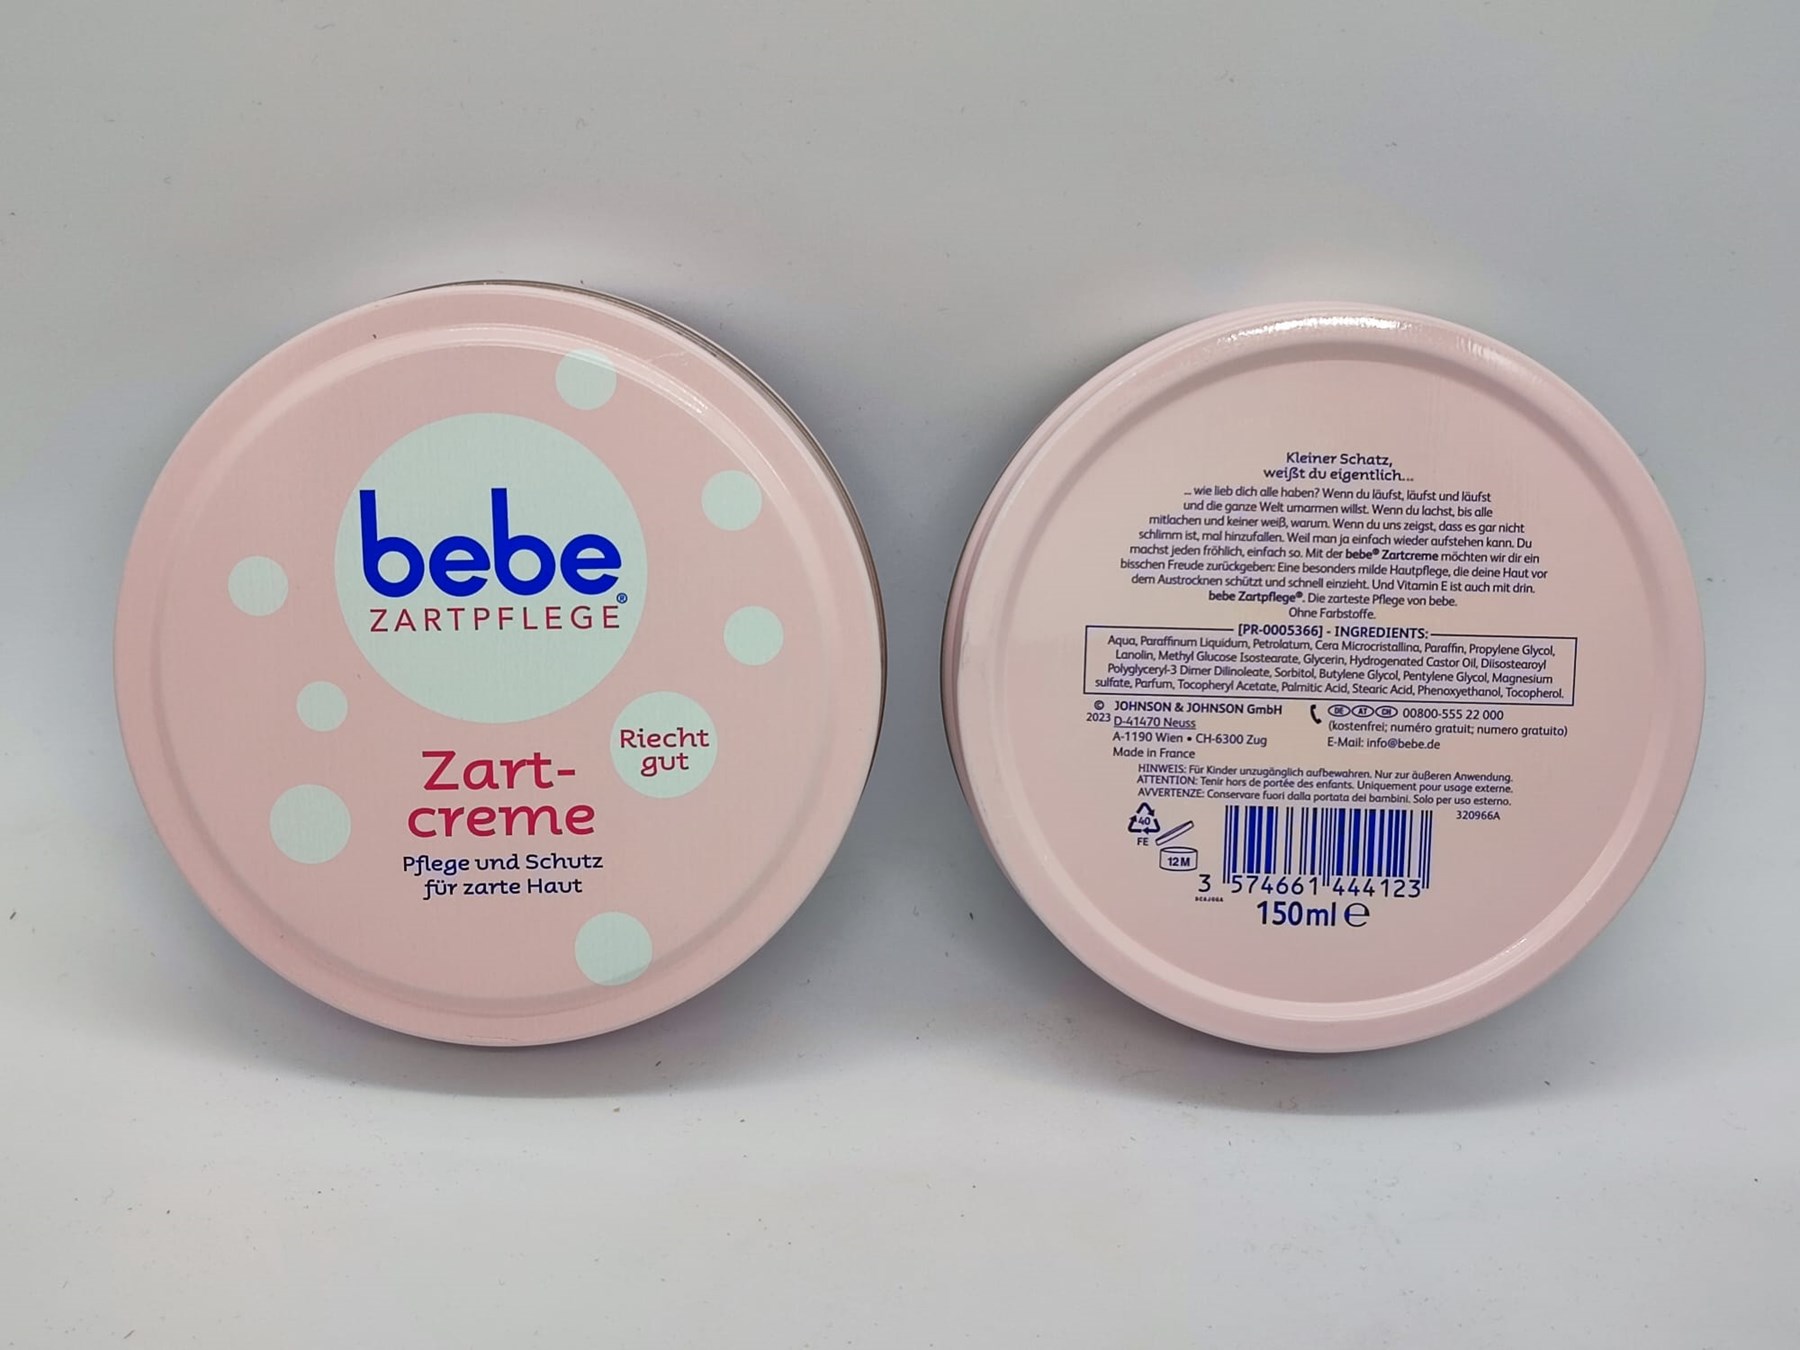 bebe®
ZARTPFLEGE
Riecht
gut
Zart-
creme
Pflege und Schutz
für zarte Haut
Kleiner Schatz,
weißt du eigentlich...
... wie lieb dich alle haben? Wenn du läufst, läufst und läufst
und die ganze Welt umarmen willst. Wenn du lachst, bis alle
mitlachen und keiner weiß, warum. Wenn du uns zeigst, dass es gar nicht
schlimm ist, mal hinzufallen. Weil man ja einfach wieder aufstehen kann. Du
machst jeden fröhlich, einfach so. Mit der bebe® Zartcreme möchten wir dir ein
bisschen Freude zurückgeben: Eine besonders milde Hautpflege, die deine Haut vor
dem Austrocknen schützt und schnell einzieht. Und Vitamin E ist auch mit drin.
bebe Zartpflege®. Die zarteste Pflege von bebe.
Ohne Farbstoffe.
[PR-0005366] - INGREDIENTS:
Aqua, Paraffinum Liquidum, Petrolatum, Cera Microcristallina, Paraffin, Propylene Glycol,
Lanolin, Methyl Glucose Isostearate, Glycerin, Hydrogenated Castor Oil, Diisostearoyl
Polyglyceryl-3 Dimer Dilinoleate, Sorbitol, Butylene Glycol, Pentylene Glycol, Magnesium
sulfate, Parfum, Tocopheryl Acetate, Palmitic Acid, Stearic Acid, Phenoxyethanol, Tocopherol.
© JOHNSON & JOHNSON GmbH
2023 D-41470 Neuss
A-1190 Wien • CH-6300 Zug
Made in France
DE AT CH 00800-555 22 000
(kostenfrei; numéro gratuit; numero gratuito)
E-Mail: info@bebe.de
HINWEIS: Für Kinder unzugänglich aufbewahren. Nur zur äußeren Anwendung.
ATTENTION: Tenir hors de portée des enfants. Uniquement pour usage externe.
AVVERTENZE: Conservare fuori dalla portata dei bambini. Solo per uso esterno.
320966A
40
FE
12M
3 574661 444123
150ml ℮